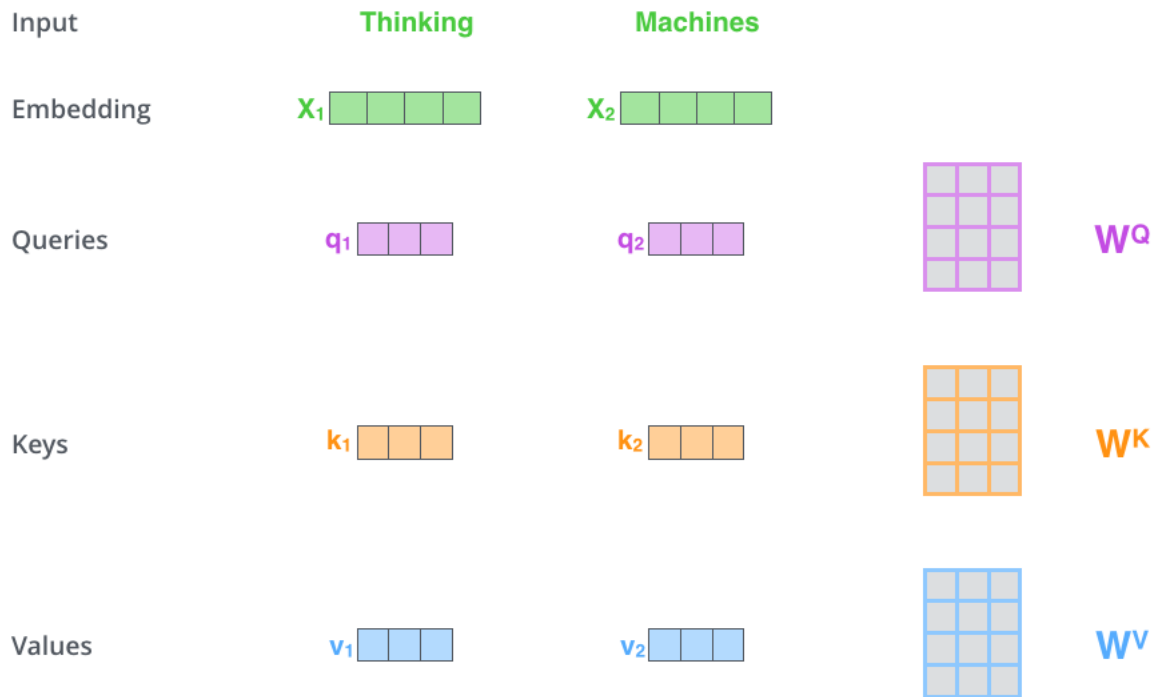 Input Thinking Machines
Embedding X1 X2
Queries q1 q2 WQ
Keys k1 k2 WK
Values v1 v2 WV